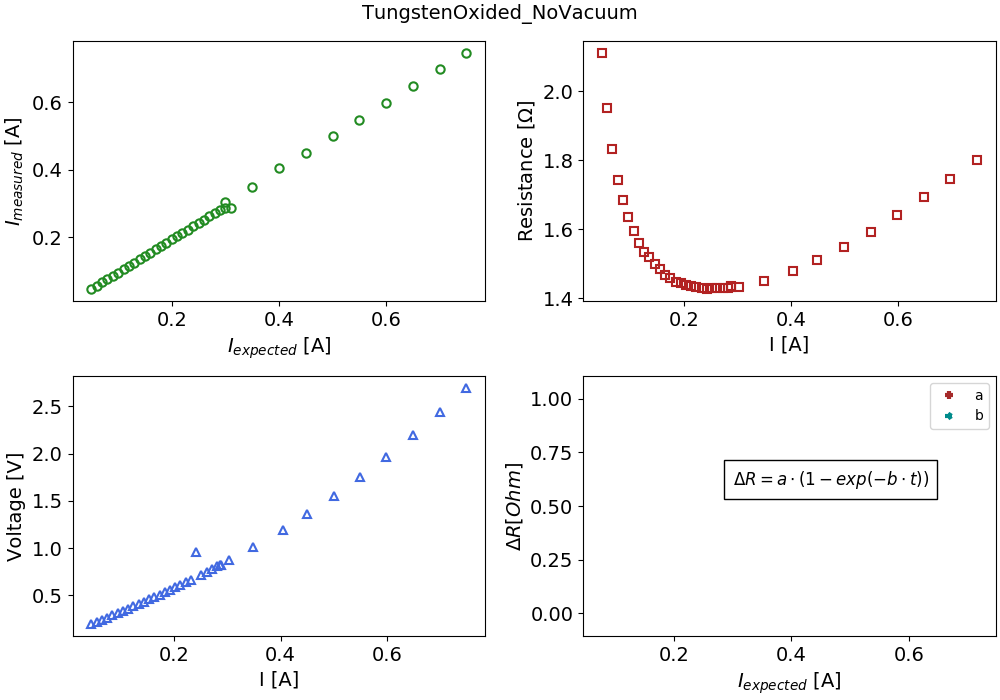 TungstenOxided_NoVacuum
I_measured [A]
0.6
0.4
0.2
0.2 0.4 0.6
I_expected [A]
Resistance [Ω]
2.0
1.8
1.6
1.4
0.2 0.4 0.6
I [A]
Voltage [V]
2.5
2.0
1.5
1.0
0.5
0.2 0.4 0.6
I [A]
ΔR[Ohm]
1.00
0.75
0.50
0.25
0.00
a
b
ΔR = a · (1 − exp(−b · t))
0.2 0.4 0.6
I_expected [A]